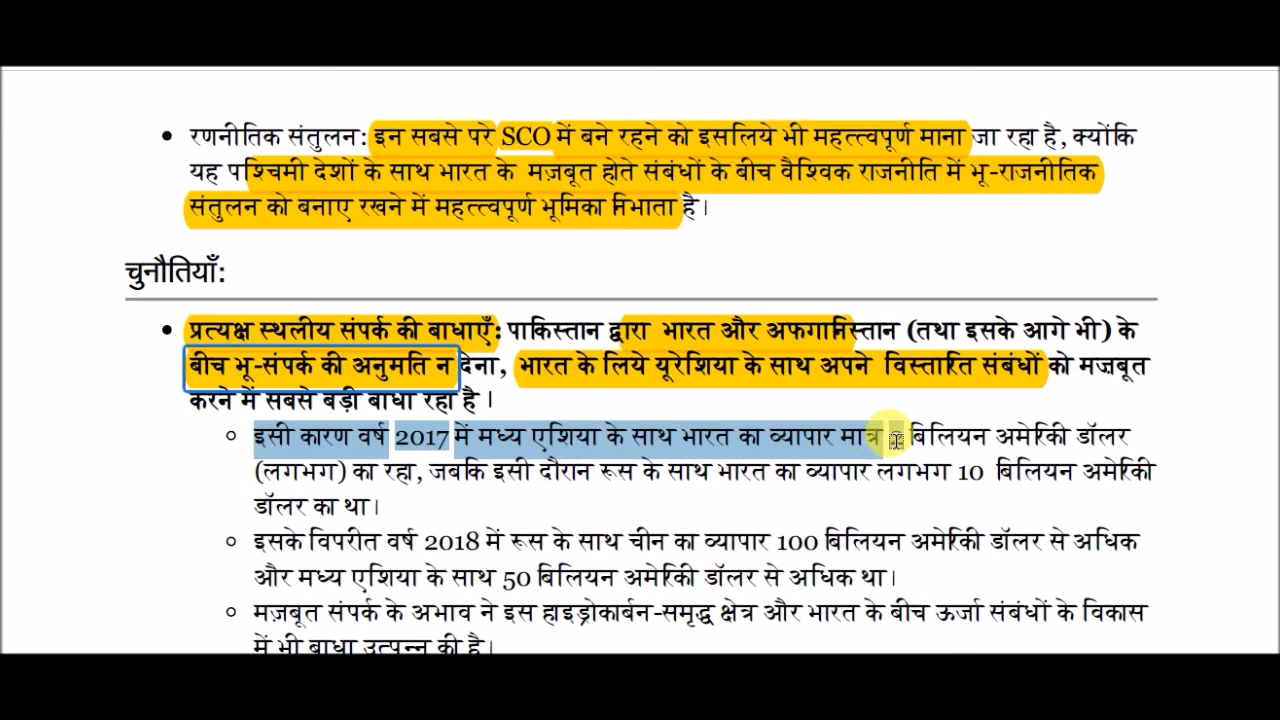 रणनीतिक संतुलन: इन सबसे परे SCO में बने रहने को इसलिये भी महत्त्वपूर्ण माना जा रहा है, क्योंकि
यह पश्चिमी देशों के साथ भारत के मज़बूत होते संबंधों के बीच वैश्विक राजनीति में भू-राजनीतिक
संतुलन को बनाए रखने में महत्त्वपूर्ण भूमिका निभाता है।
चुनौतियाँ:
प्रत्यक्ष स्थलीय संपर्क की बाधाएँ: पाकिस्तान द्वारा भारत और अफगानिस्तान (तथा इसके आगे भी) के
बीच भू-संपर्क की अनुमति न देना, भारत के लिये यूरेशिया के साथ अपने विस्तारित संबंधों को मजबूत
करने में सबसे बड़ी बाधा रहा है।
इसी कारण वर्ष 2017 में मध्य एशिया के साथ भारत का व्यापार मात्र बिलियन अमेरिकी डॉलर
(लगभग) का रहा, जबकि इसी दौरान रूस के साथ भारत का व्यापार लगभग 10 बिलियन अमेरिकी
डॉलर का था।
इसके विपरीत वर्ष 2018 में रूस के साथ चीन का व्यापार 100 बिलियन अमेरिकी डॉलर से अधिक
और मध्य एशिया के साथ 50 बिलियन अमेरिकी डॉलर से अधिक था।
मज़बूत संपर्क के अभाव ने इस हाइड्रोकार्बन-समृद्ध क्षेत्र और भारत के बीच ऊर्जा संबंधों के विकास
में भी बाधा उत्पन्न की है।